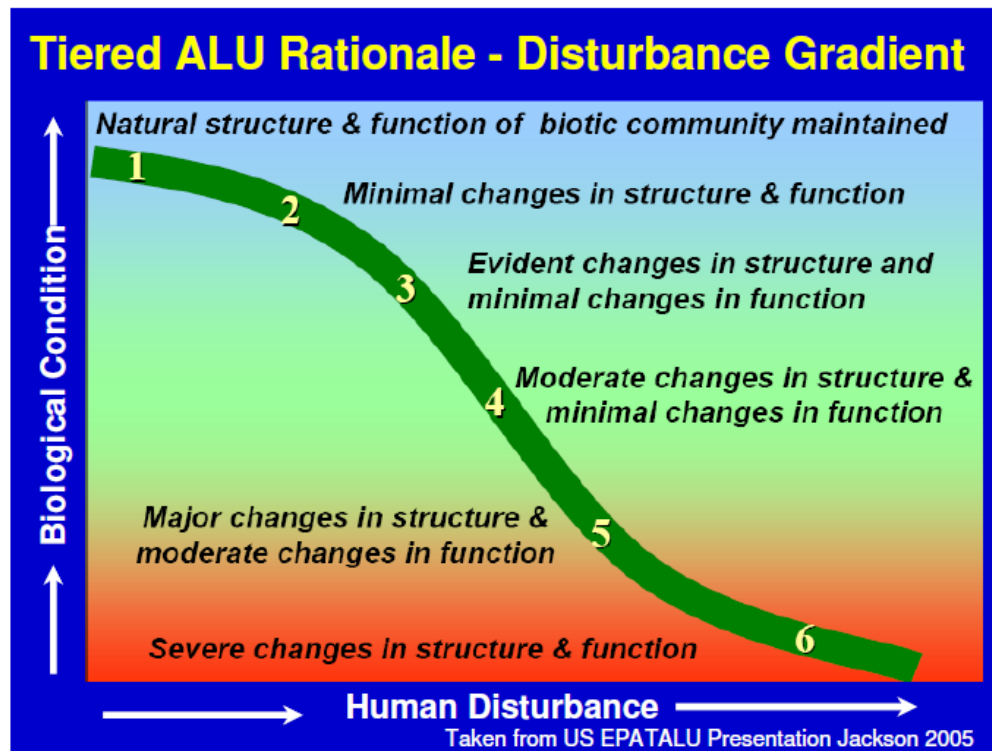 Tiered ALU Rationale - Disturbance Gradient
Natural structure & function of biotic community maintained
1
2
Minimal changes in structure & function
3
Evident changes in structure and
minimal changes in function
4
Moderate changes in structure &
minimal changes in function
Major changes in structure &
moderate changes in function
5
6
Severe changes in structure & function
Biological Condition
Human Disturbance
Taken from US EPATALU Presentation Jackson 2005